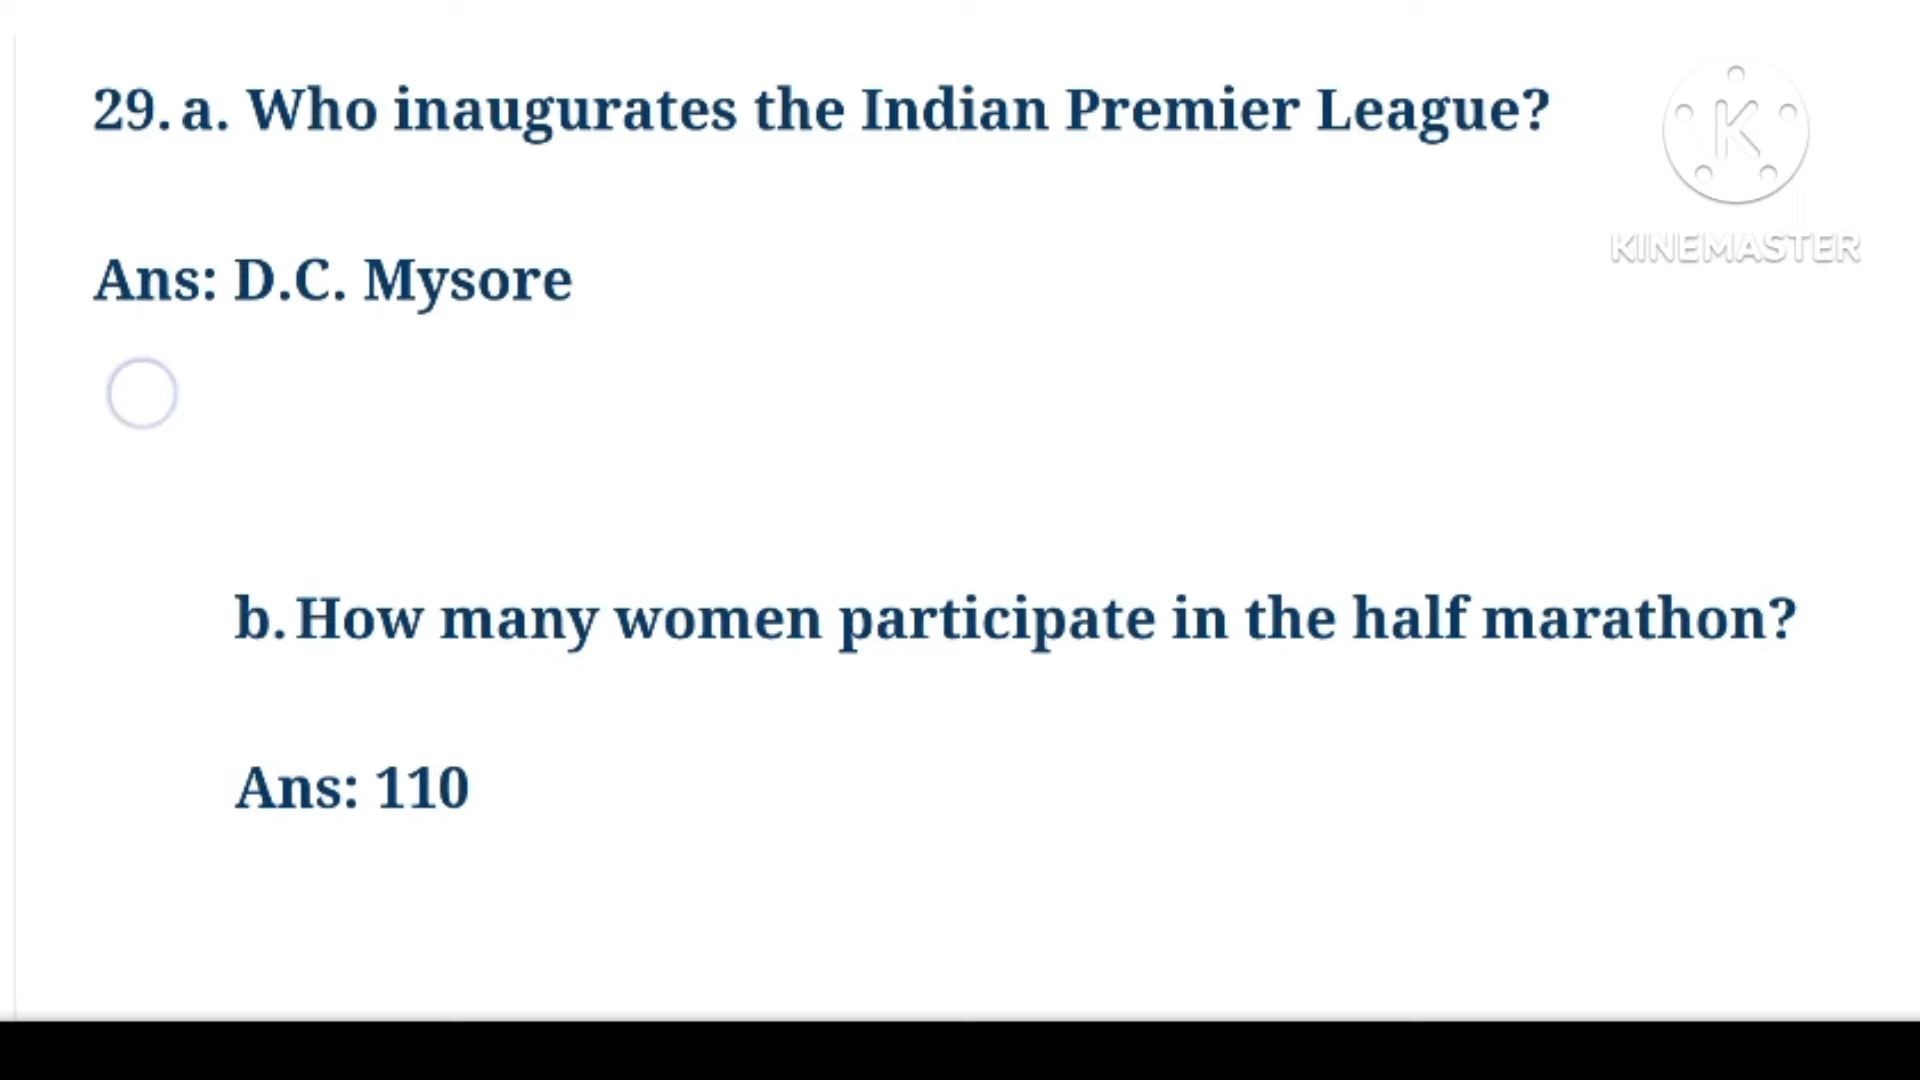 29. a. Who inaugurates the Indian Premier League?
KINEMASTER
Ans: D.C. Mysore
b. How many women participate in the half marathon?
Ans: 110